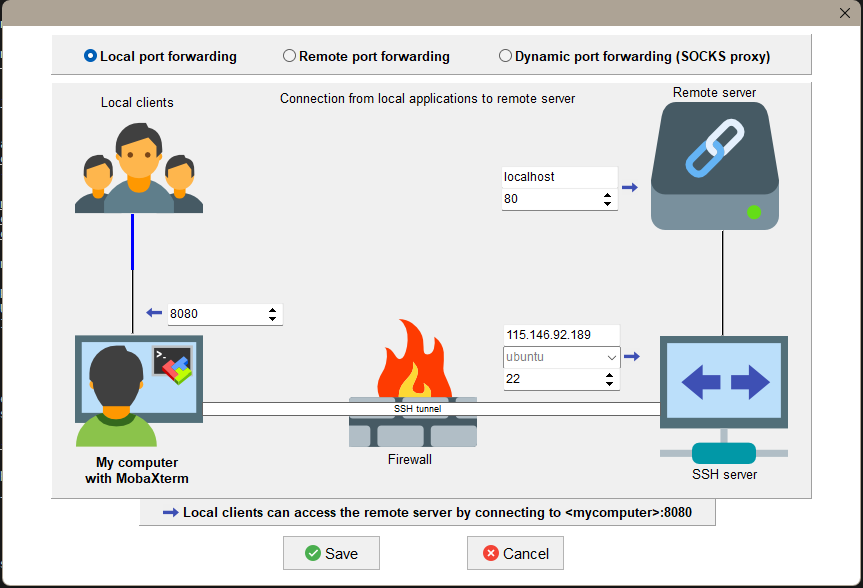 Local port forwarding
Remote port forwarding
Dynamic port forwarding (SOCKS proxy)
Local clients
Connection from local applications to remote server
Remote server
localhost
80
8080
115.146.92.189
ubuntu
22
SSH tunnel
Firewall
My computer
with MobaXterm
SSH server
Local clients can access the remote server by connecting to <mycomputer>:8080
Save
Cancel